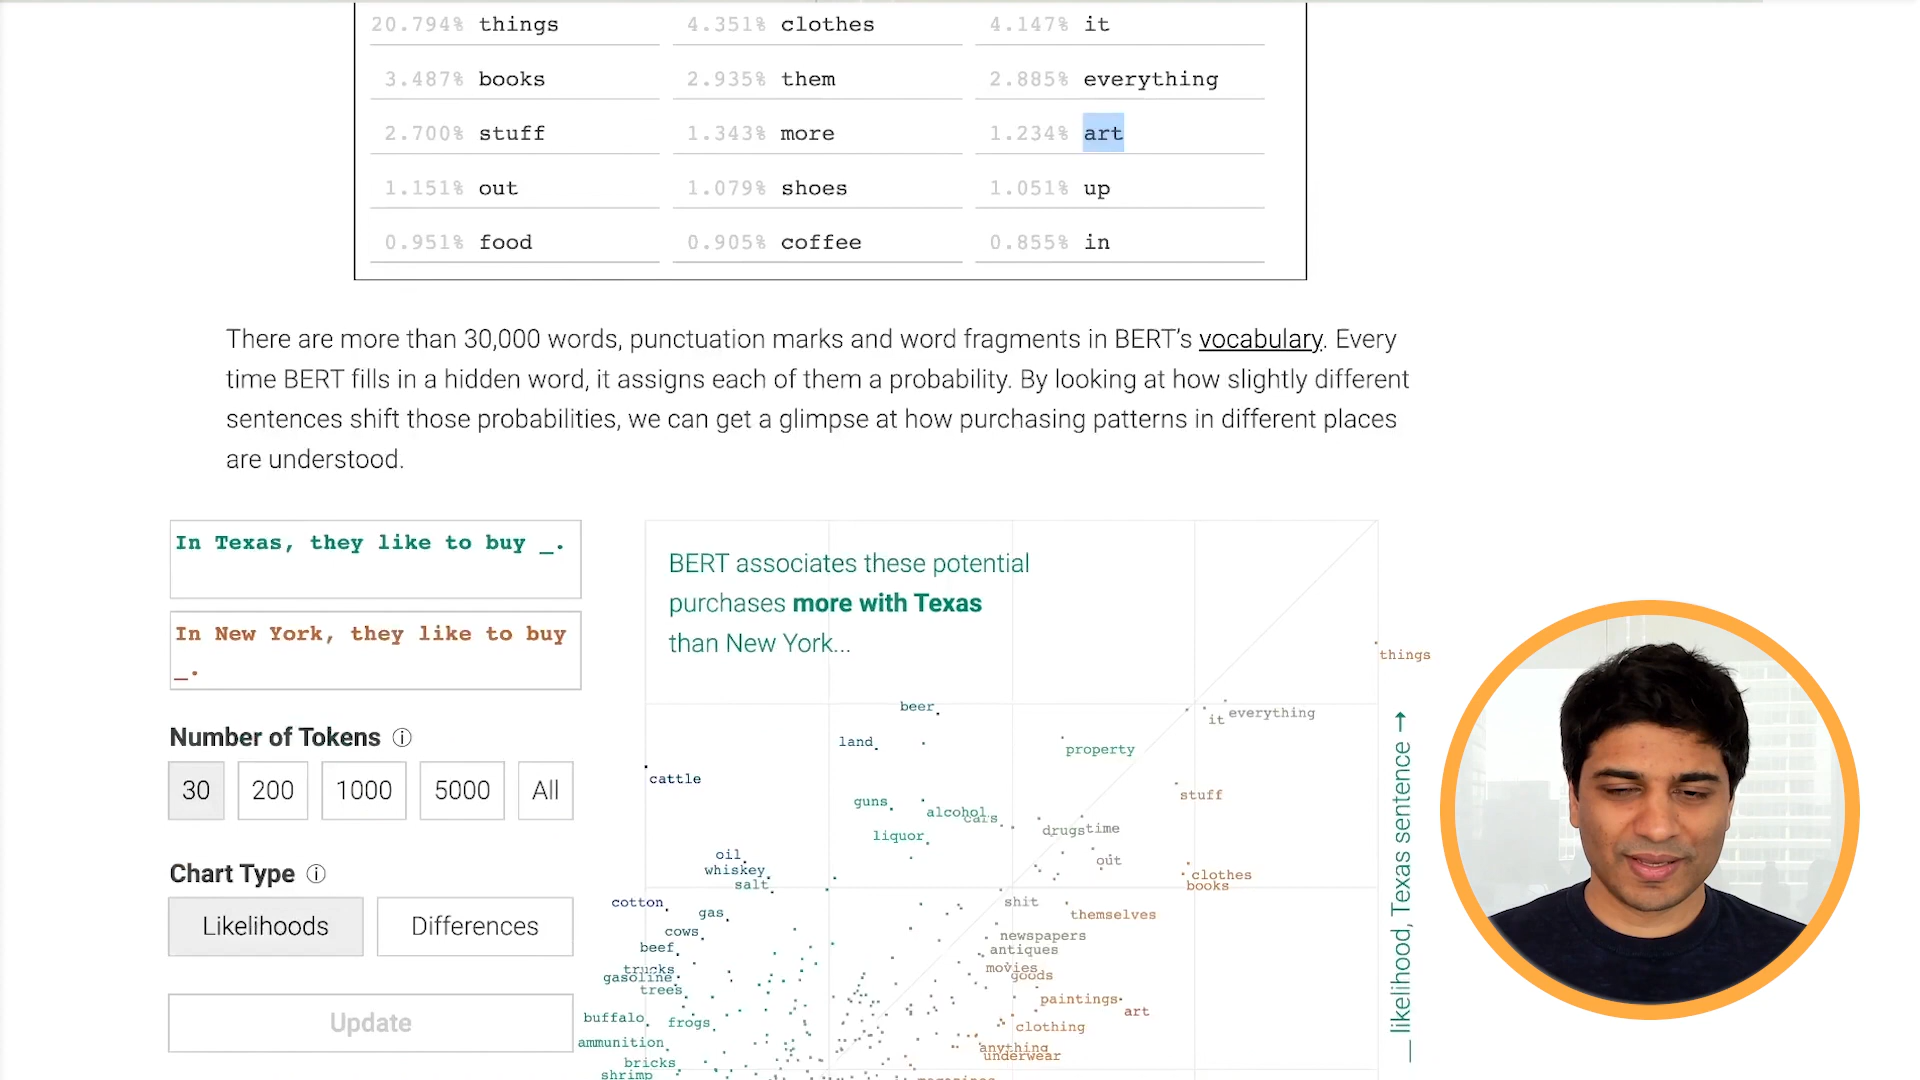 20.794% things 4.351% clothes 4.147% it
3.487% books 2.935% them 2.885% everything
2.700% stuff 1.343% more 1.234% art
1.151% out 1.079% shoes 1.051% up
0.951% food 0.905% coffee 0.855% in
There are more than 30,000 words, punctuation marks and word fragments in BERT's vocabulary. Every
time BERT fills in a hidden word, it assigns each of them a probability. By looking at how slightly different
sentences shift those probabilities, we can get a glimpse at how purchasing patterns in different places
are understood.
In Texas, they like to buy _.
In New York, they like to buy
_.
Number of Tokens
30 200 1000 5000 All
Chart Type
Likelihoods Differences
Update
BERT associates these potential
purchases more with Texas
than New York...
things
beer
it everything
land
property
cattle
stuff
guns
alcohol
cars
drugs time
liquor
oil
out
whiskey
clothes
salt
books
cotton
shit
gas
themselves
cows
newspapers
beef
antiques
trucks
movies
gasoline
goods
trees
paintings
art
buffalo
frogs
clothing
ammunition
anything
underwear
bricks
shrimp
__ likelihood, Texas sentence →